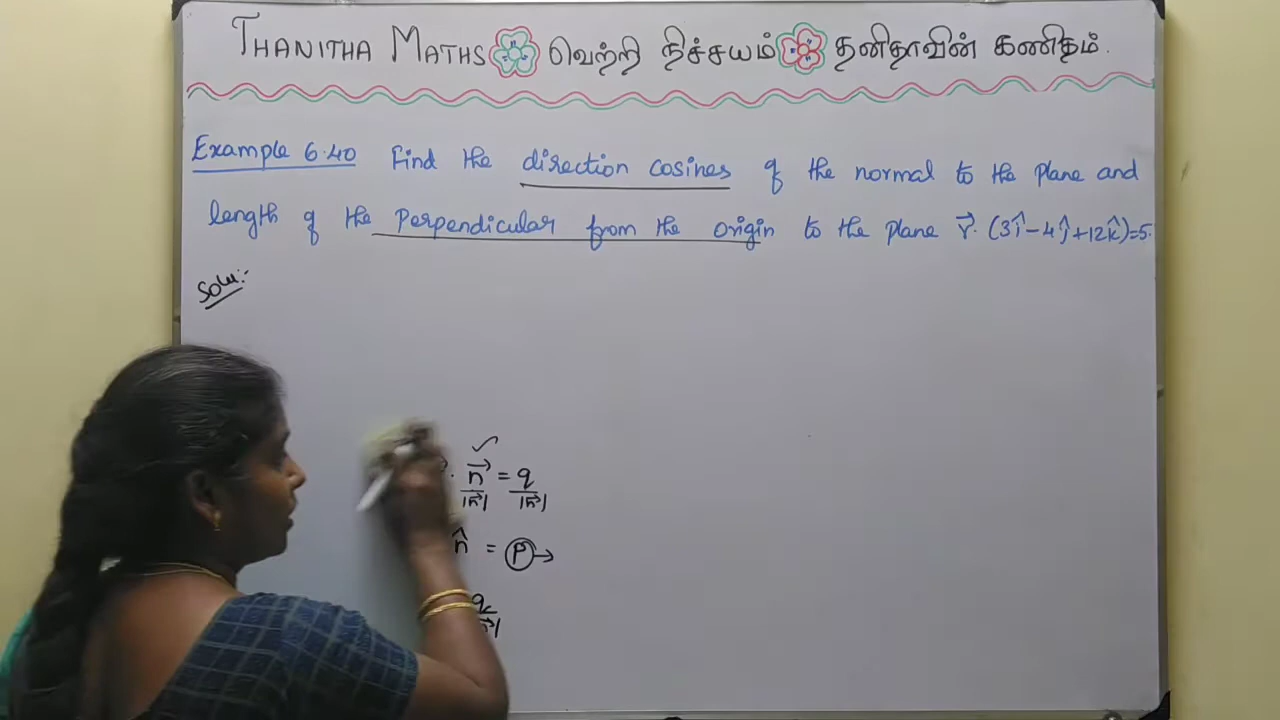 THANITHA MATHS வெற்றி நிச்சயம் தனிதாவின் கணிதம்.
Example 6.40 Find the direction cosines of the normal to the plane and
length of the perpendicular from the origin to the plane r⃗. (3î-4ĵ+12k̂)=5.
Solu:-
. n⃗/|n⃗| = q/|n⃗|
n̂ = P →
q/|n⃗|